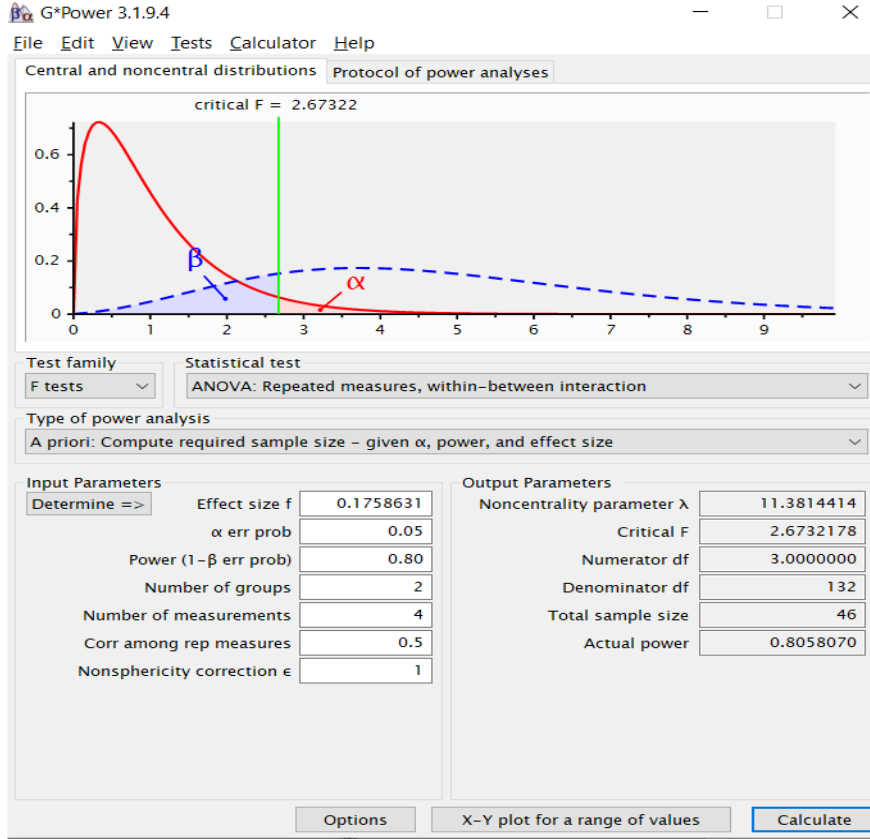 βα G*Power 3.1.9.4
File Edit View Tests Calculator Help
Central and noncentral distributions Protocol of power analyses
critical F = 2.67322
0.6
0.4
0.2
0
β
α
0 1 2 3 4 5 6 7 8 9
Test family Statistical test
F tests ANOVA: Repeated measures, within-between interaction
Type of power analysis
A priori: Compute required sample size - given α, power, and effect size
Input Parameters Output Parameters
Determine => Effect size f 0.1758631 Noncentrality parameter λ 11.3814414
α err prob 0.05 Critical F 2.6732178
Power (1-β err prob) 0.80 Numerator df 3.0000000
Number of groups 2 Denominator df 132
Number of measurements 4 Total sample size 46
Corr among rep measures 0.5 Actual power 0.8058070
Nonsphericity correction ϵ 1
Options X-Y plot for a range of values Calculate